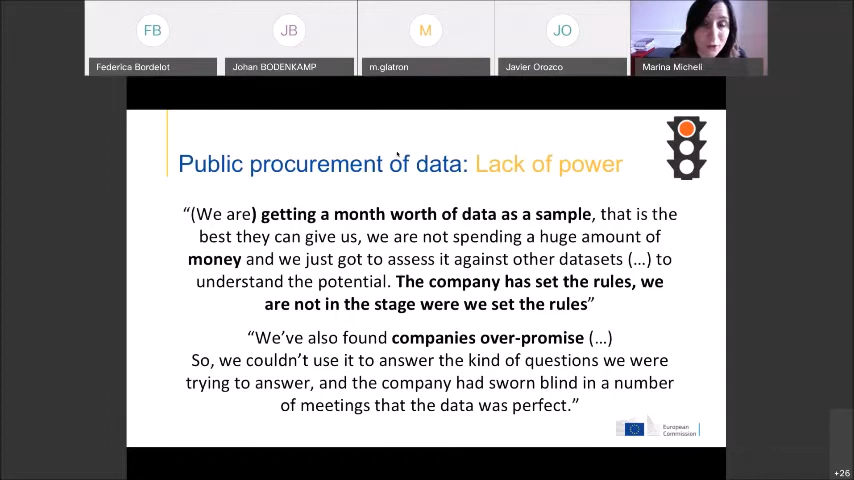 FB
JB
M
JO
Federica Bordelot
Johan BODENKAMP
m.glatron
Javier Orozco
Marina Micheli
Public procurement of data: Lack of power
“(We are) getting a month worth of data as a sample, that is the
best they can give us, we are not spending a huge amount of
money and we just got to assess it against other datasets (…) to
understand the potential. The company has set the rules, we
are not in the stage were we set the rules”
“We’ve also found companies over-promise (…)
So, we couldn’t use it to answer the kind of questions we were
trying to answer, and the company had sworn blind in a number
of meetings that the data was perfect.”
European
Commission
+26